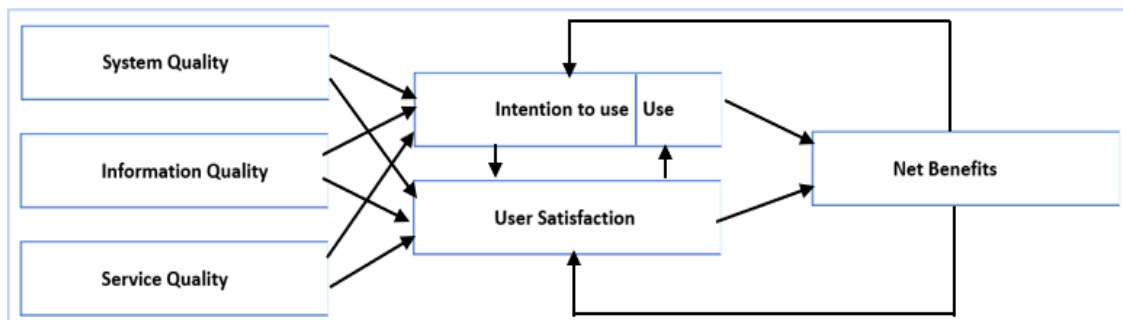 System Quality
Intention to use
Use
Information Quality
Net Benefits
User Satisfaction
Service Quality